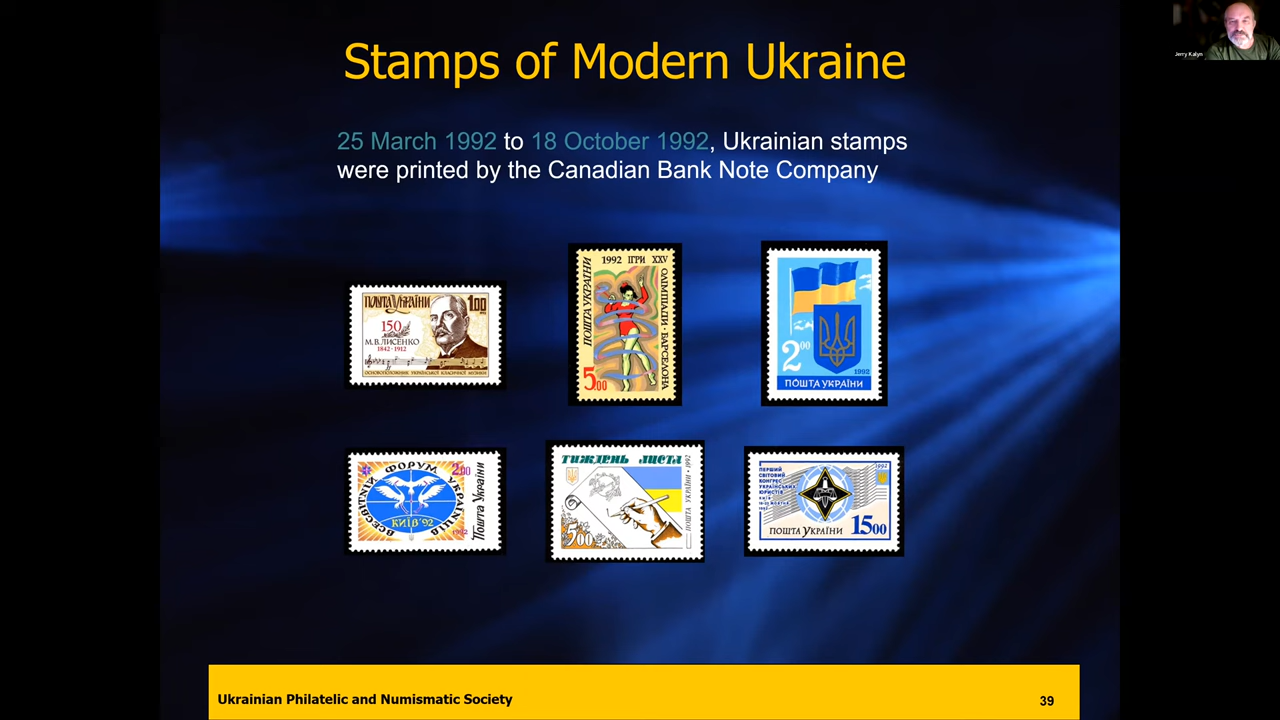 Stamps of Modern Ukraine
Jerry Kalyn
25 March 1992 to 18 October 1992, Ukrainian stamps
were printed by the Canadian Bank Note Company
ПОШТА УКРАЇНИ
1.00
150
М.В.ЛИСЕНКО
1842·1912
ОСНОВОПОЛОЖНИК УКРАЇНСЬКОЇ КЛАСИЧНОЇ МУЗИКИ
1992 ІГРИ XXV
ОЛІМПІАДИ·БАРСЕЛОНА
ПОШТА УКРАЇНИ
5.00
2 00
1992
ПОШТА УКРАЇНИ
ВСЕСВІТНІЙ ФОРУМ УКРАЇНЦІВ
2.00
КИЇВ'92
1992
Пошта України
ТИЖДЕНЬ ЛИСТА
ПОШТА УКРАЇНИ · 1992
5 00
ПЕРШИЙ
СВІТОВИЙ
КОНГРЕС
УКРАЇНСЬКИХ
ЮРИСТІВ
1992
ПОШТА УКРАЇНИ
15 00
Ukrainian Philatelic and Numismatic Society
39